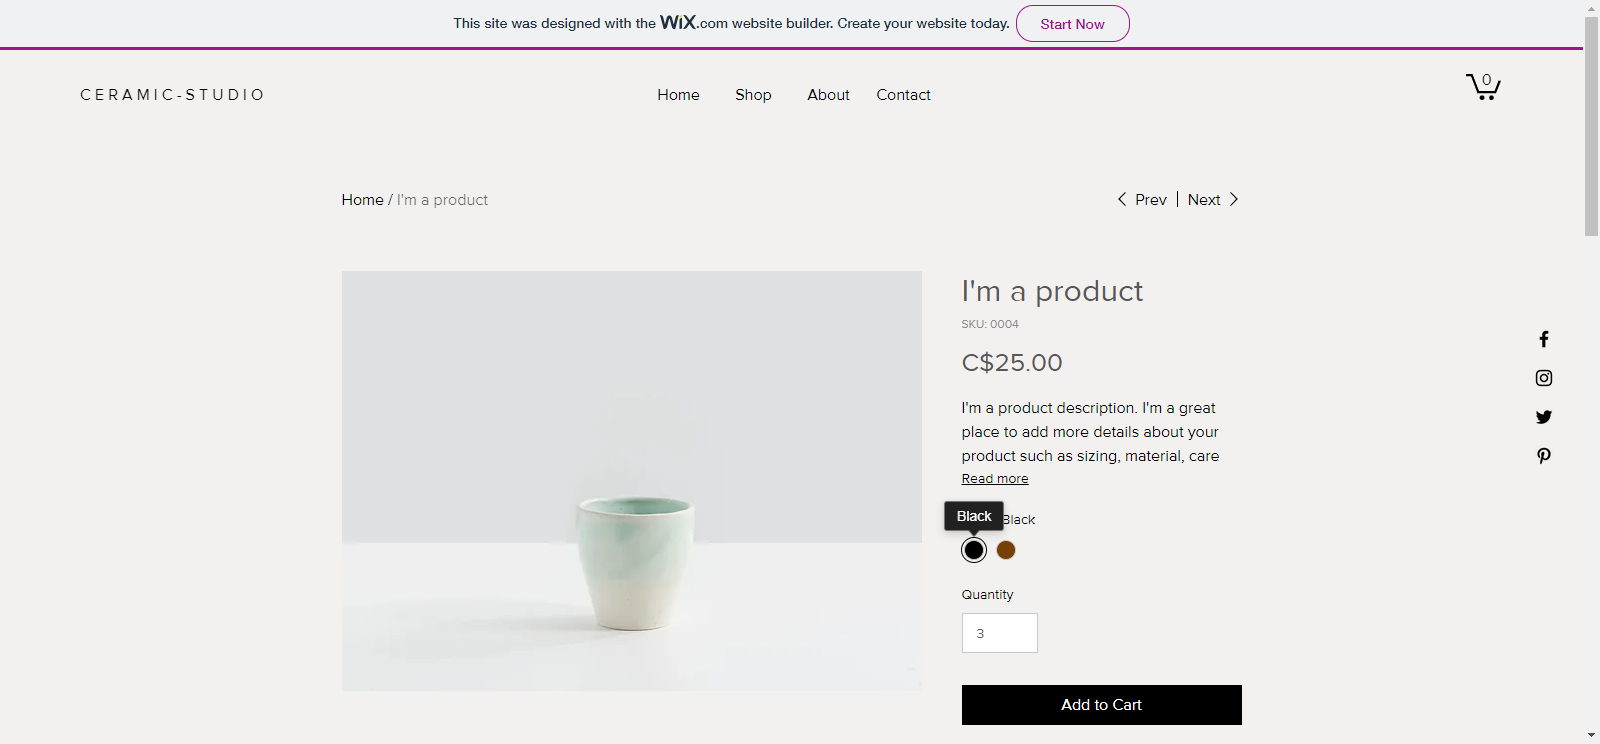 This site was designed with the WiX.com website builder. Create your website today. Start Now
CERAMIC-STUDIO
Home Shop About Contact
0
Home / I'm a product
Prev | Next
I'm a product
SKU: 0004
C$25.00
I'm a product description. I'm a great
place to add more details about your
product such as sizing, material, care
Read more
Black
Black
Quantity
3
Add to Cart